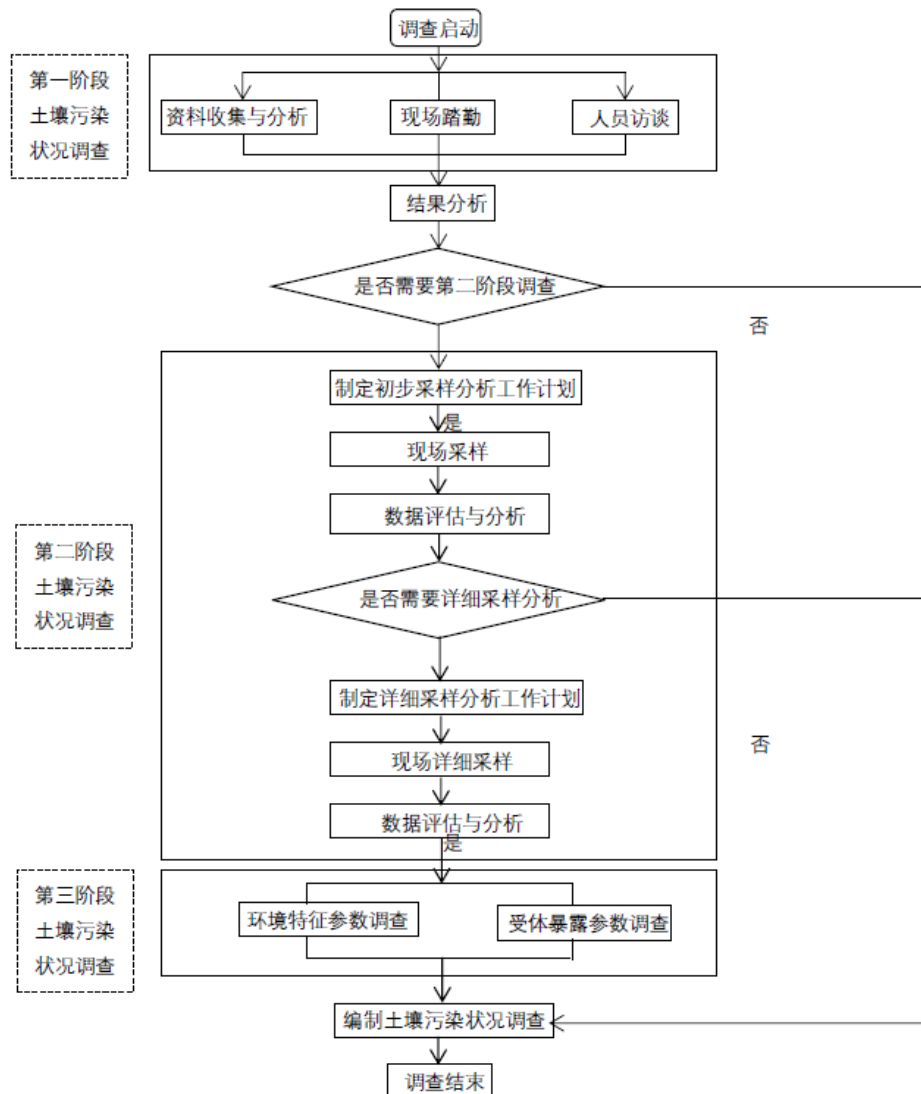 调查启动
第一阶段
土壤污染
状况调查
资料收集与分析
现场踏勤
人员访谈
结果分析
是否需要第二阶段调查
否
制定初步采样分析工作计划
是
现场采样
数据评估与分析
第二阶段
土壤污染
状况调查
是否需要详细采样分析
制定详细采样分析工作计划
否
现场详细采样
数据评估与分析
是
第三阶段
土壤污染
状况调查
环境特征参数调查
受体暴露参数调查
编制土壤污染状况调查
调查结束